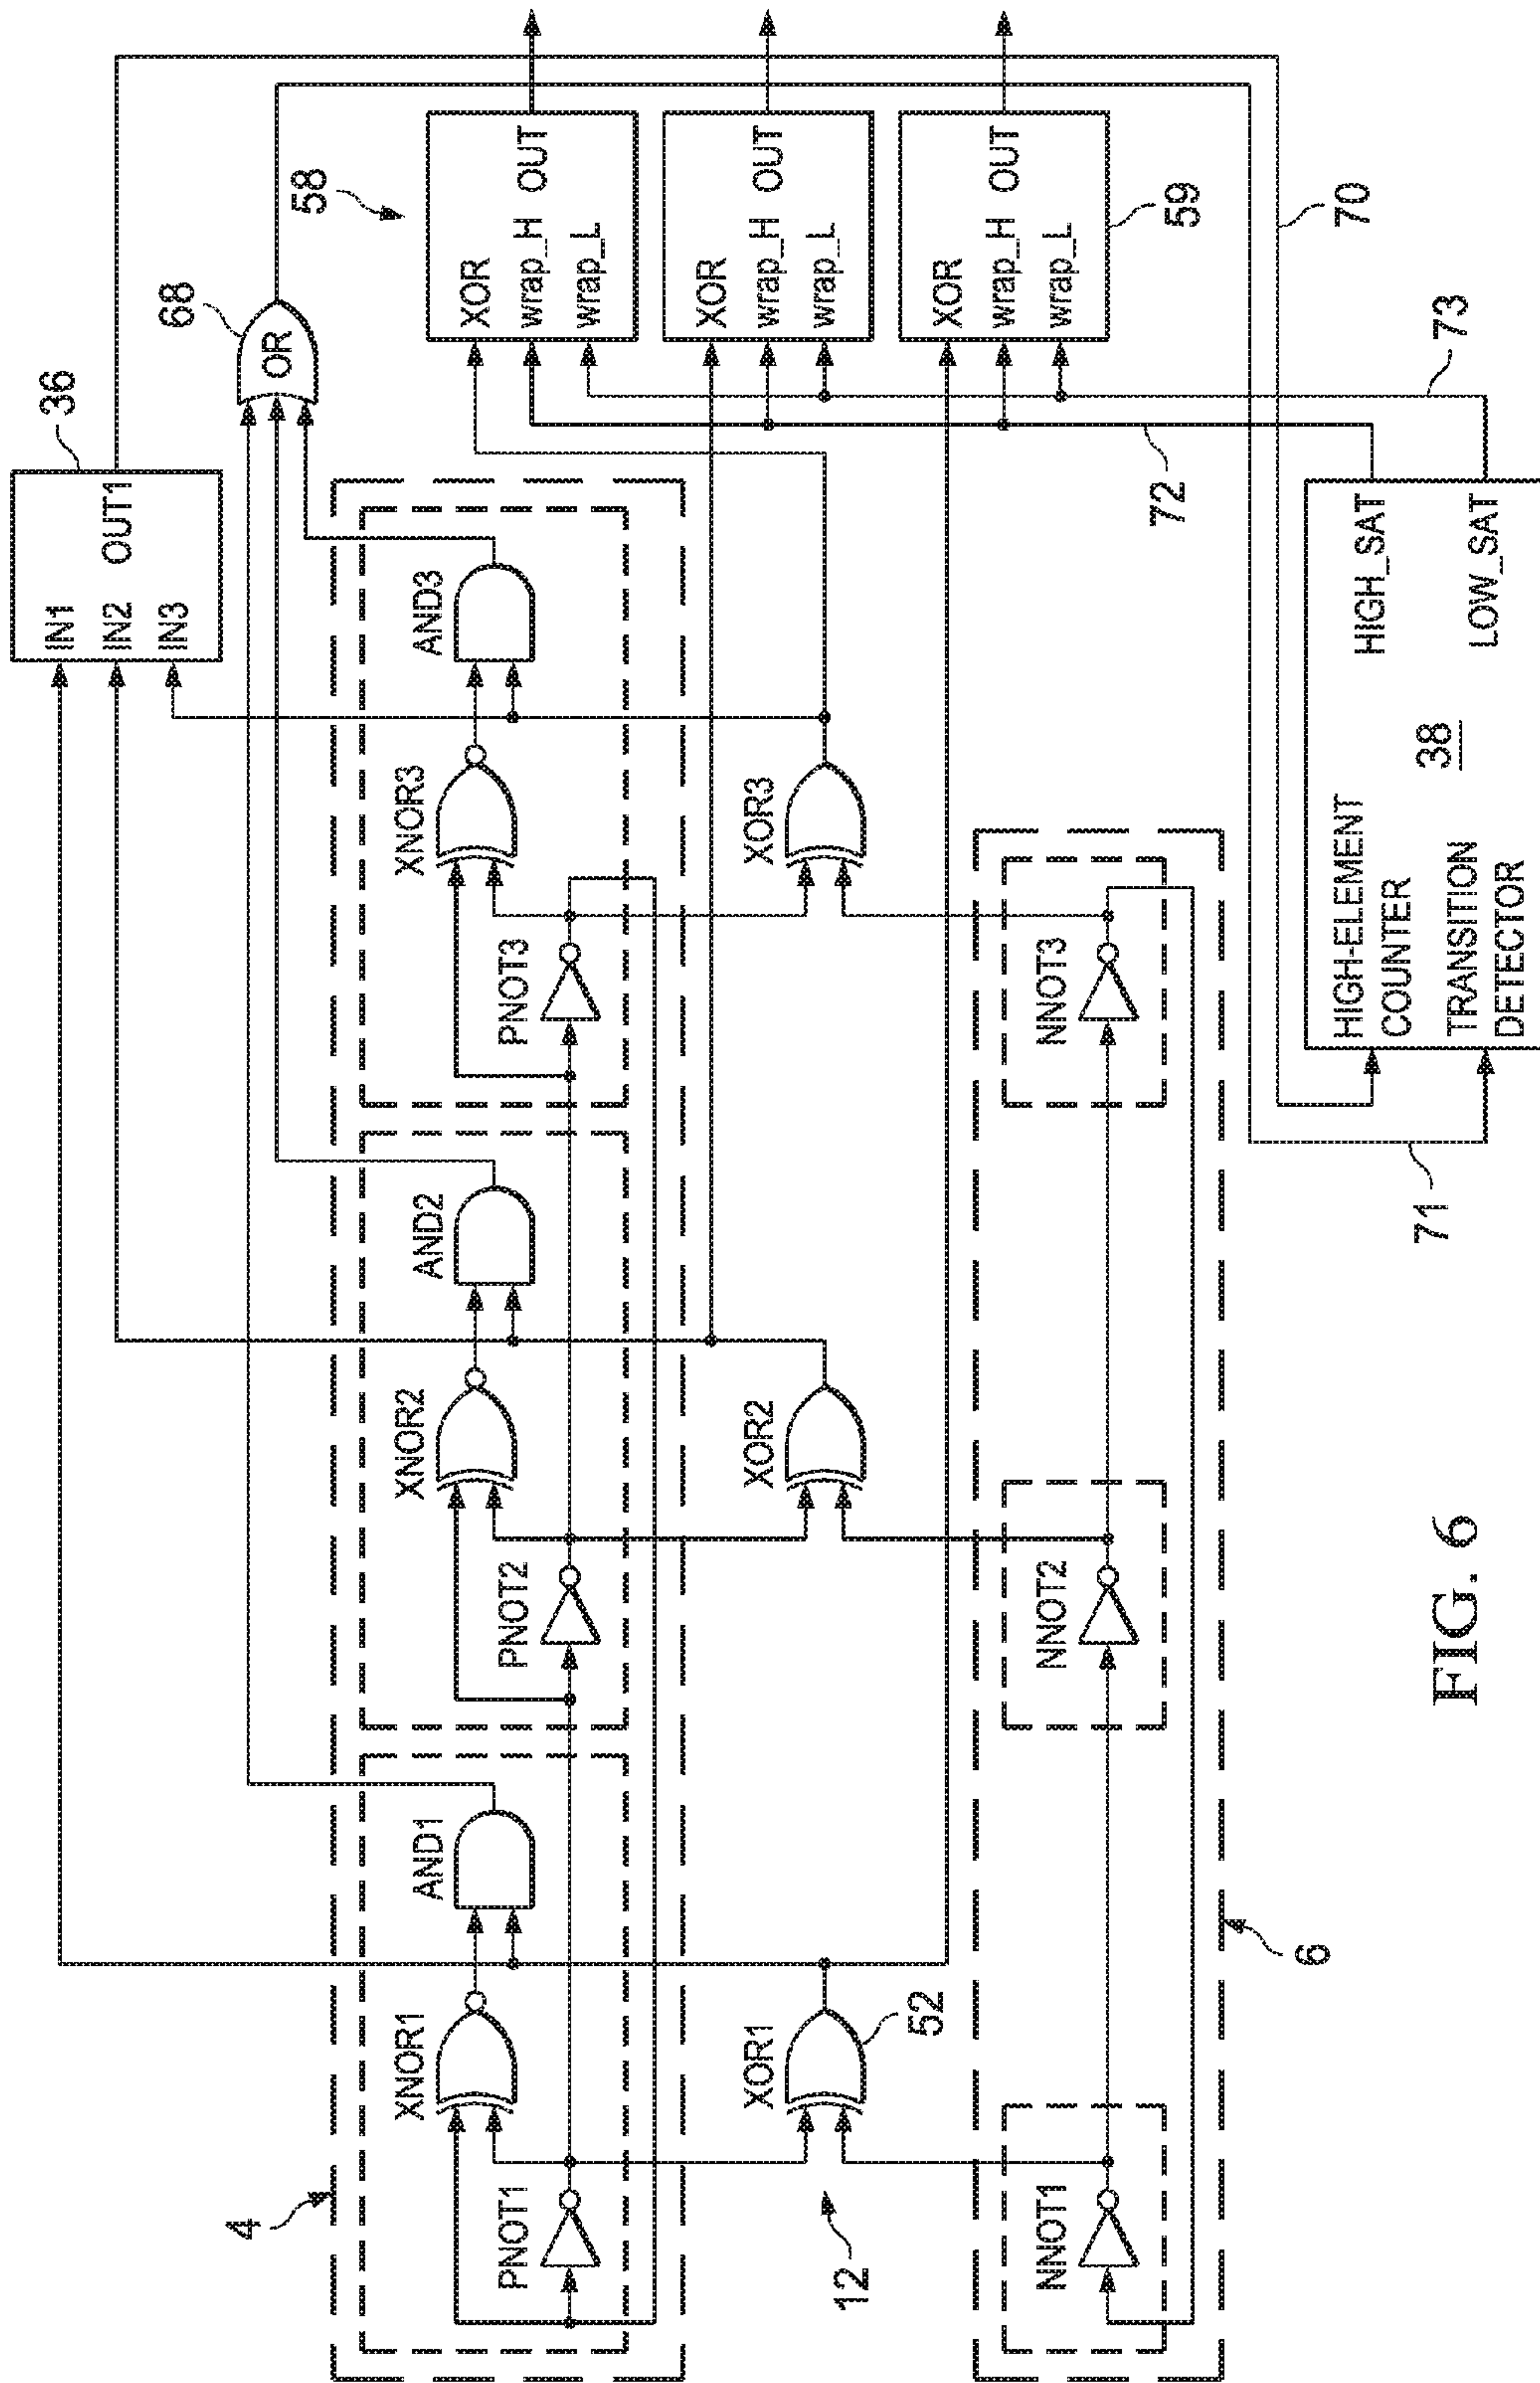 36
IN1
IN2 OUT1
IN3
68
OR
58
XOR
wrap_H OUT
wrap_L
XOR
wrap_H OUT
wrap_L
XOR
wrap_H OUT
wrap_L
59
70
73
72
4
XNOR1
AND1
XNOR2
AND2
XNOR3
AND3
PNOT1
PNOT2
PNOT3
12
XOR1
52
XOR2
XOR3
NNOT1
NNOT2
NNOT3
6
71
HIGH-ELEMENT
COUNTER
HIGH_SAT
38
TRANSITION
DETECTOR
LOW_SAT
FIG. 6